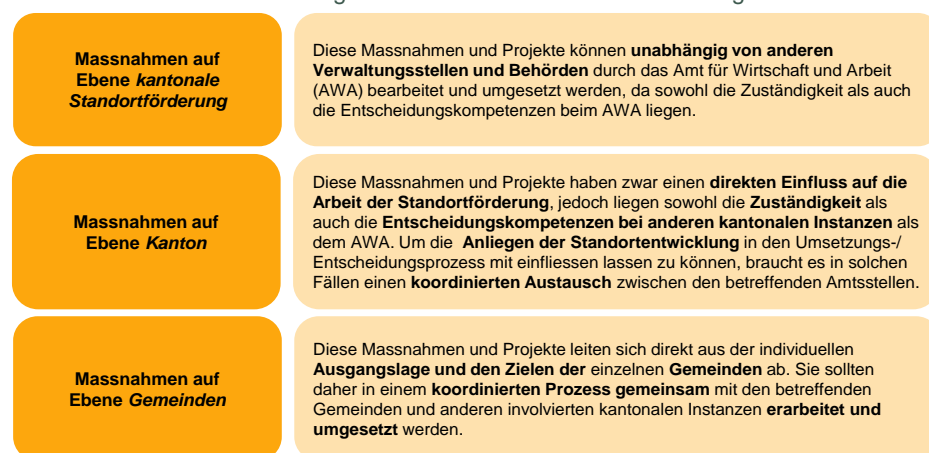 Massnahmen auf
Ebene kantonale
Standortförderung
Diese Massnahmen und Projekte können unabhängig von anderen
Verwaltungsstellen und Behörden durch das Amt für Wirtschaft und Arbeit
(AWA) bearbeitet und umgesetzt werden, da sowohl die Zuständigkeit als auch
die Entscheidungskompetenzen beim AWA liegen.
Massnahmen auf
Ebene Kanton
Diese Massnahmen und Projekte haben zwar einen direkten Einfluss auf die
Arbeit der Standortförderung, jedoch liegen sowohl die Zuständigkeit als
auch die Entscheidungskompetenzen bei anderen kantonalen Instanzen als
dem AWA. Um die Anliegen der Standortentwicklung in den Umsetzungs-/
Entscheidungsprozess mit einfliessen lassen zu können, braucht es in solchen
Fällen einen koordinierten Austausch zwischen den betreffenden Amtsstellen.
Massnahmen auf
Ebene Gemeinden
Diese Massnahmen und Projekte leiten sich direkt aus der individuellen
Ausgangslage und den Zielen der einzelnen Gemeinden ab. Sie sollten
daher in einem koordinierten Prozess gemeinsam mit den betreffenden
Gemeinden und anderen involvierten kantonalen Instanzen erarbeitet und
umgesetzt werden.